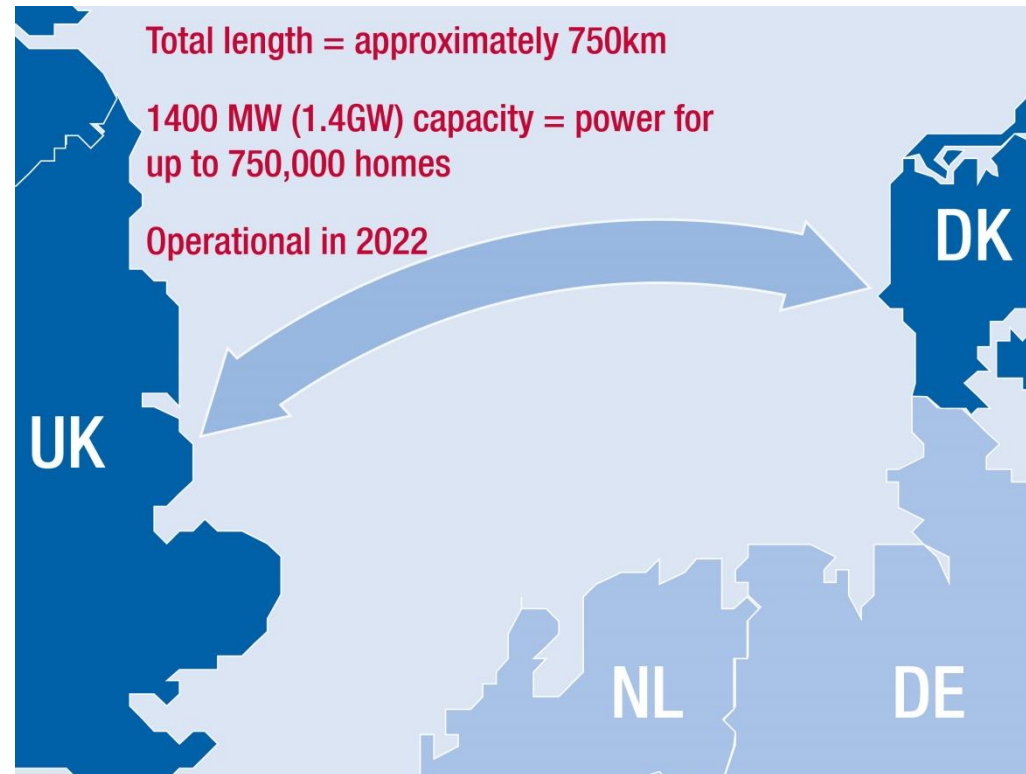 Total length = approximately 750km
1400 MW (1.4GW) capacity = power for
up to 750,000 homes
Operational in 2022
DK
UK
NL
DE